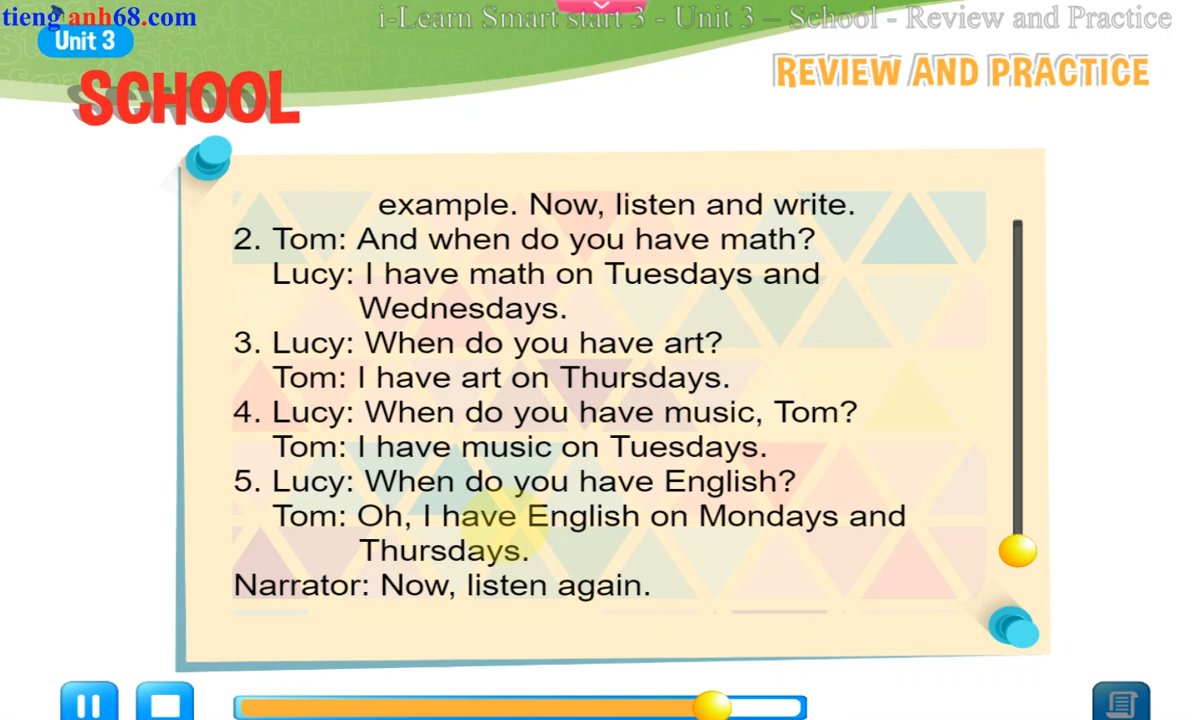 tienganh68.com
i-Learn Smart start 3 - Unit 3 – School - Review and Practice
Unit 3
SCHOOL
REVIEW AND PRACTICE
example. Now, listen and write.
2. Tom: And when do you have math?
Lucy: I have math on Tuesdays and
Wednesdays.
3. Lucy: When do you have art?
Tom: I have art on Thursdays.
4. Lucy: When do you have music, Tom?
Tom: I have music on Tuesdays.
5. Lucy: When do you have English?
Tom: Oh, I have English on Mondays and
Thursdays.
Narrator: Now, listen again.